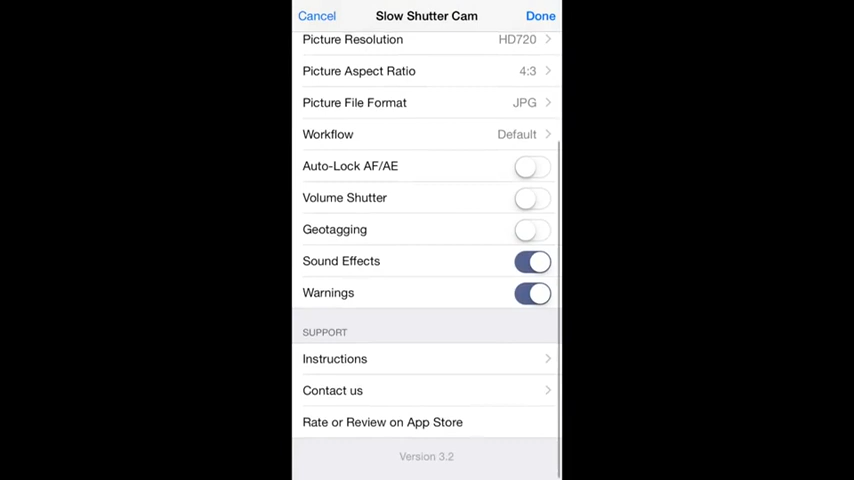 Cancel Slow Shutter Cam Done
Picture Resolution HD720
Picture Aspect Ratio 4:3
Picture File Format JPG
Workflow Default
Auto-Lock AF/AE
Volume Shutter
Geotagging
Sound Effects
Warnings
SUPPORT
Instructions
Contact us
Rate or Review on App Store
Version 3.2